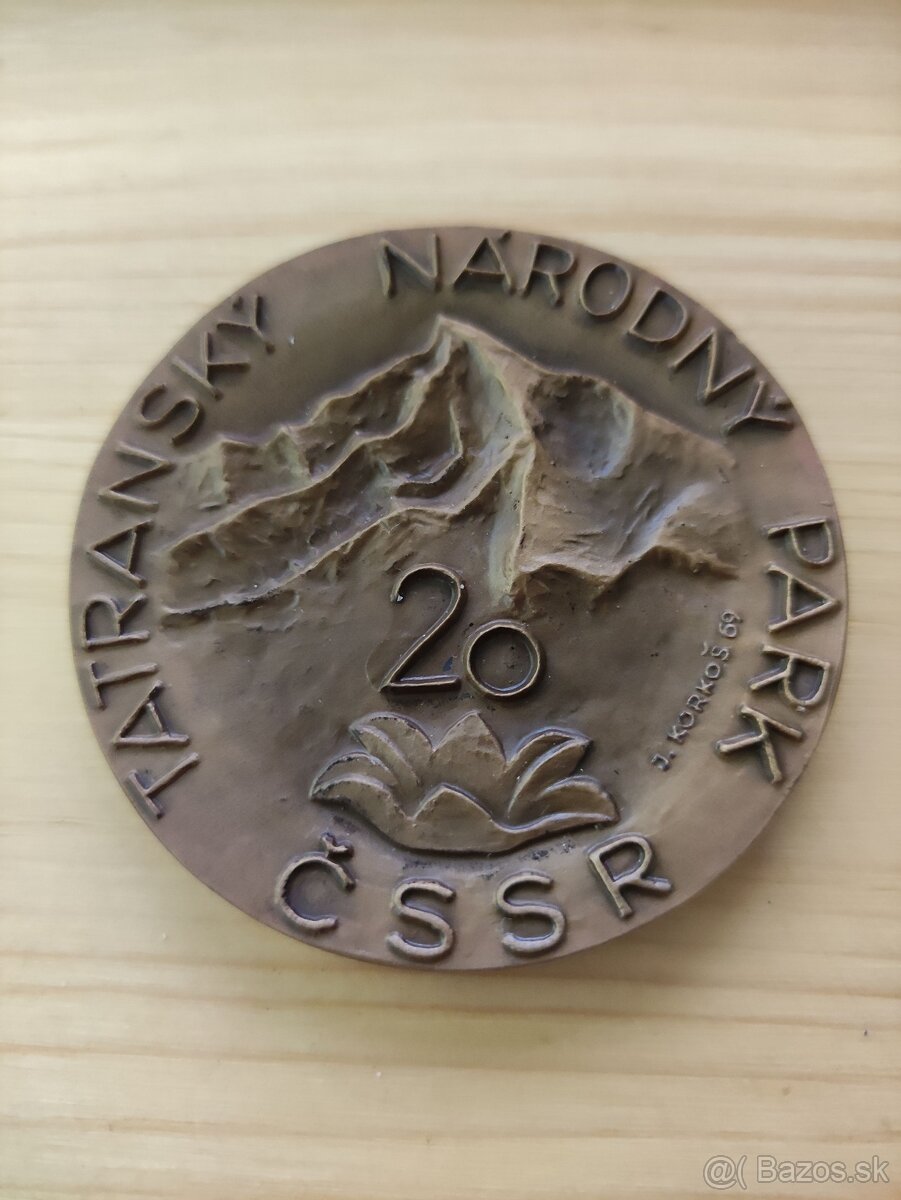 TATRANSKÝ NÁRODNÝ PARK
20
J. KORKOŠ 69
ČSSR
@( Bazos.sk